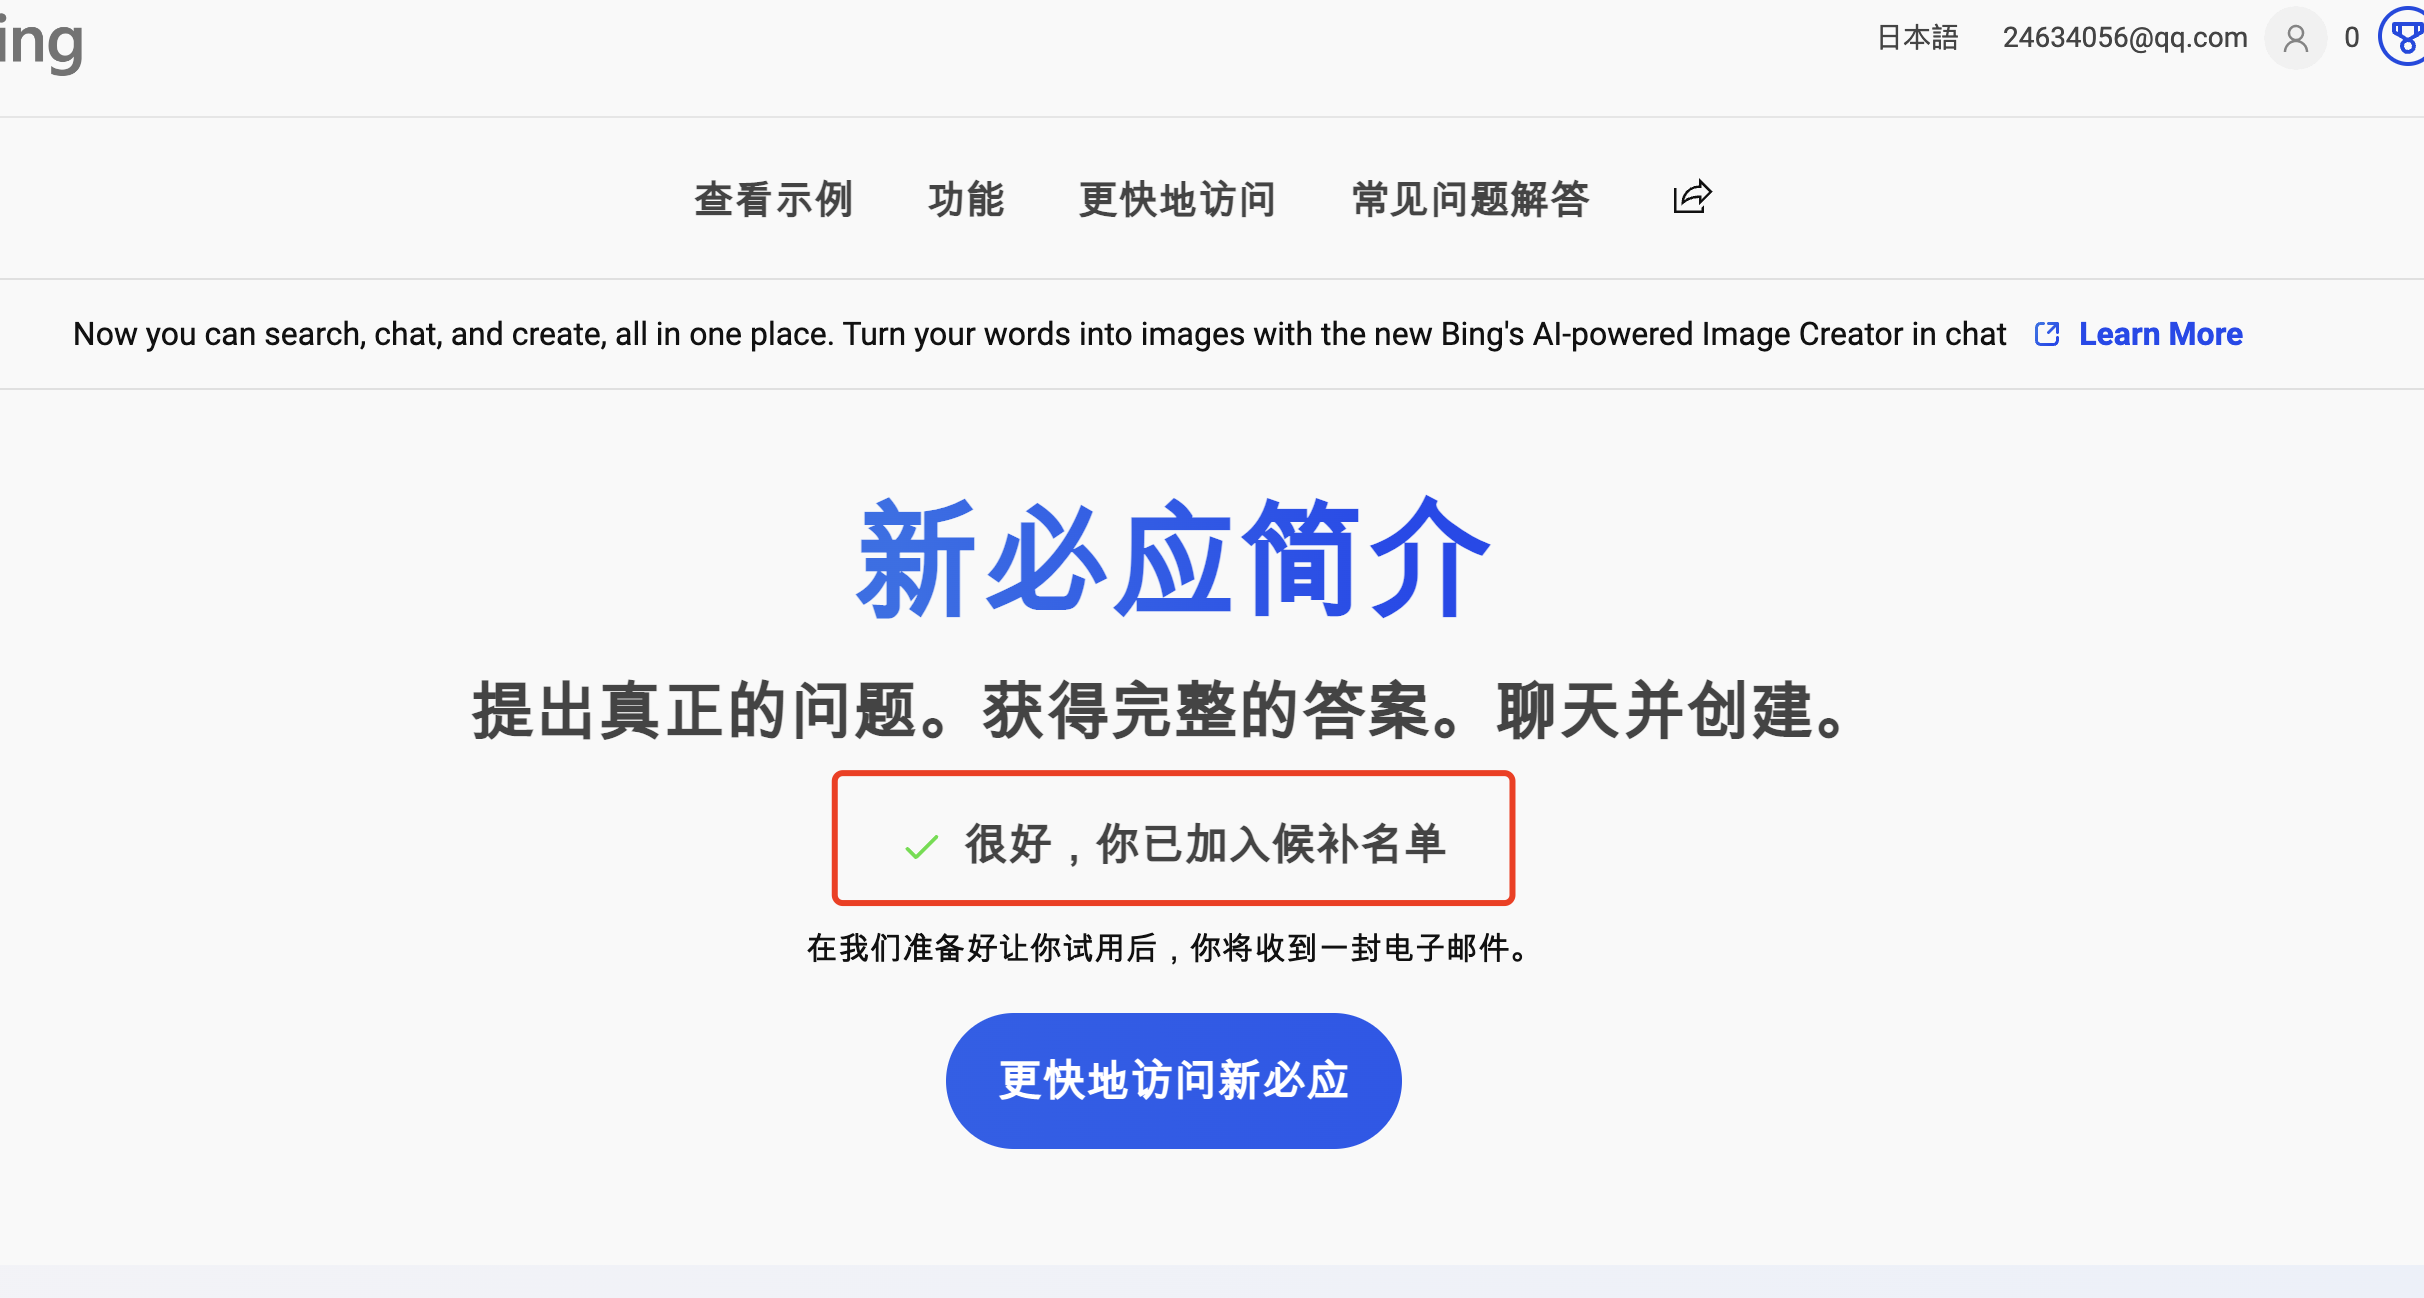 ing
日本語 24634056@qq.com 0
查看示例 功能 更快地访问 常见问题解答
Now you can search, chat, and create, all in one place. Turn your words into images with the new Bing's AI-powered Image Creator in chat Learn More
新必应简介
提出真正的问题。获得完整的答案。聊天并创建。
很好，你已加入候补名单
在我们准备好让你试用后，你将收到一封电子邮件。
更快地访问新必应